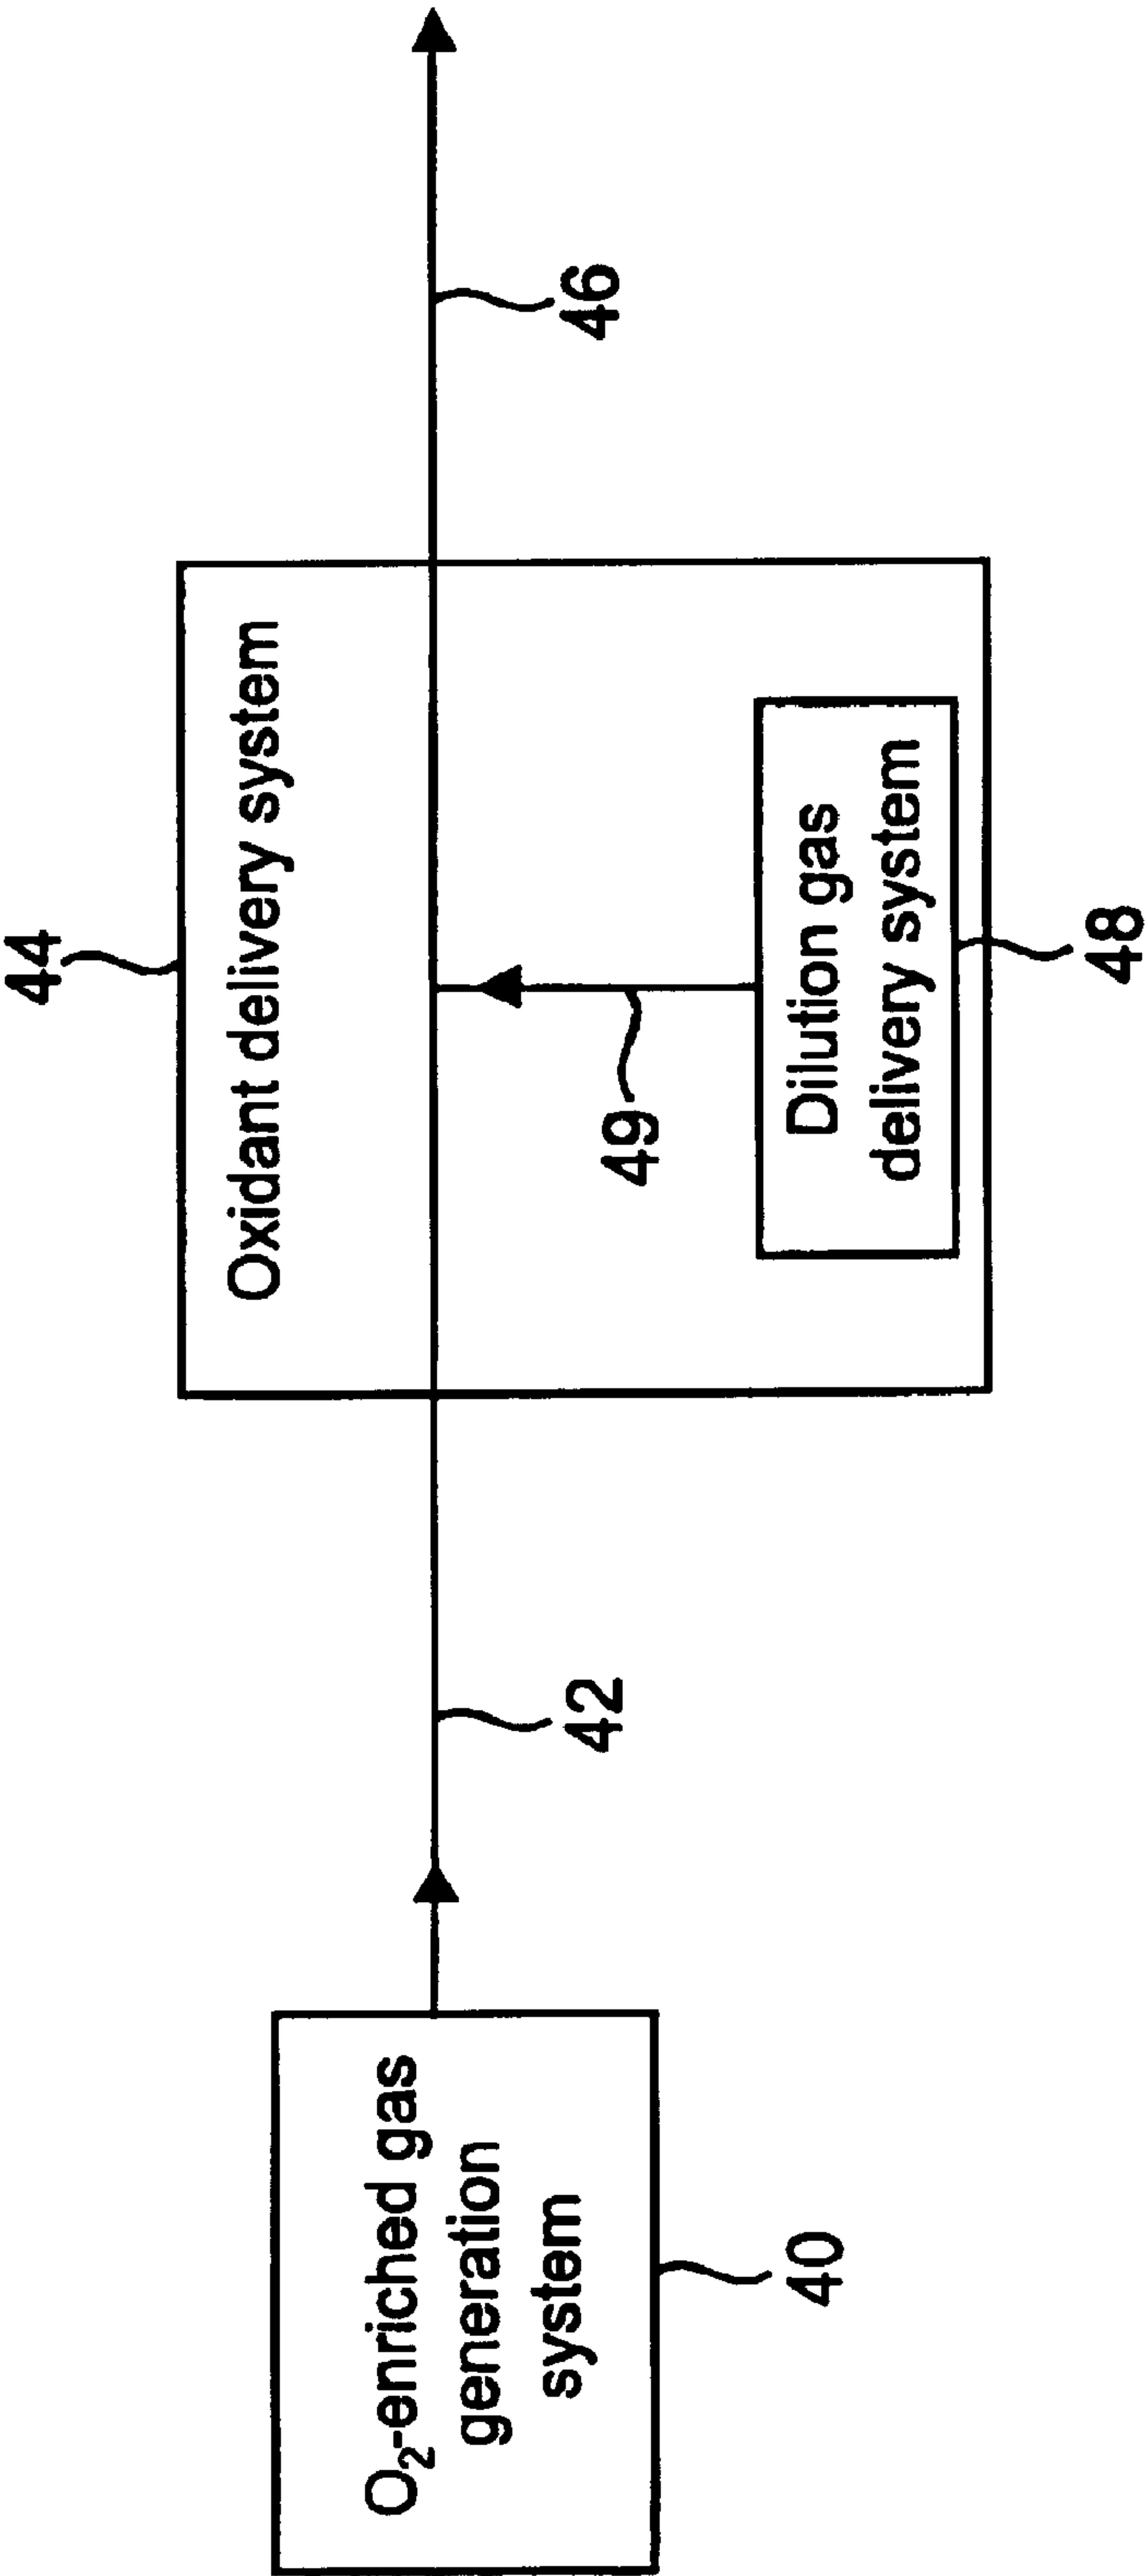 44
Oxidant delivery system
46
42
49
O₂-enriched gas
generation
system
Dilution gas
delivery system
40
48